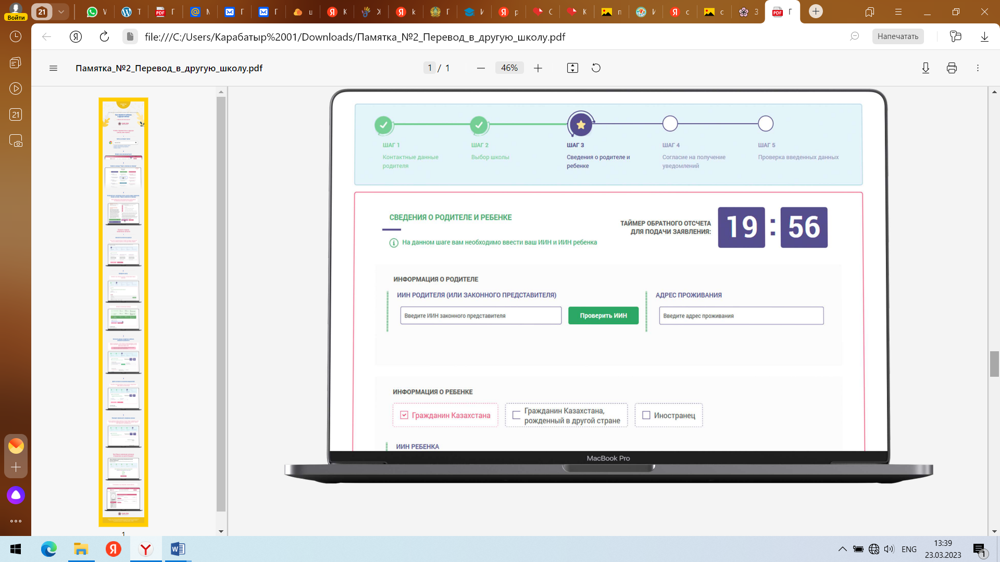 Войти
21
file:///C:/Users/Карабатыр%2001/Downloads/Памятка_№2_Перевод_в_другую_школу.pdf
Напечатать
21
Памятка_№2_Перевод_в_другую_школу.pdf
1 / 1
46%
ШАГ 1
ШАГ 2
ШАГ 3
ШАГ 4
ШАГ 5
Контактные данные
родителя
Выбор школы
Сведения о родителе и
ребенке
Согласие на получение
уведомлений
Проверка введенных данных
СВЕДЕНИЯ О РОДИТЕЛЕ И РЕБЕНКЕ
ТАЙМЕР ОБРАТНОГО ОТСЧЕТА
ДЛЯ ПОДАЧИ ЗАЯВЛЕНИЯ:
19 : 56
На данном шаге вам необходимо ввести ваш ИИН и ИИН ребенка
ИНФОРМАЦИЯ О РОДИТЕЛЕ
ИИН РОДИТЕЛЯ (ИЛИ ЗАКОННОГО ПРЕДСТАВИТЕЛЯ)
АДРЕС ПРОЖИВАНИЯ
Введите ИИН законного представителя
Проверить ИИН
Введите адрес проживания
ИНФОРМАЦИЯ О РЕБЕНКЕ
Гражданин Казахстана
Гражданин Казахстана,
рожденный в другой стране
Иностранец
ИИН РЕБЕНКА
MacBook Pro
1
ENG
13:39
23.03.2023
1